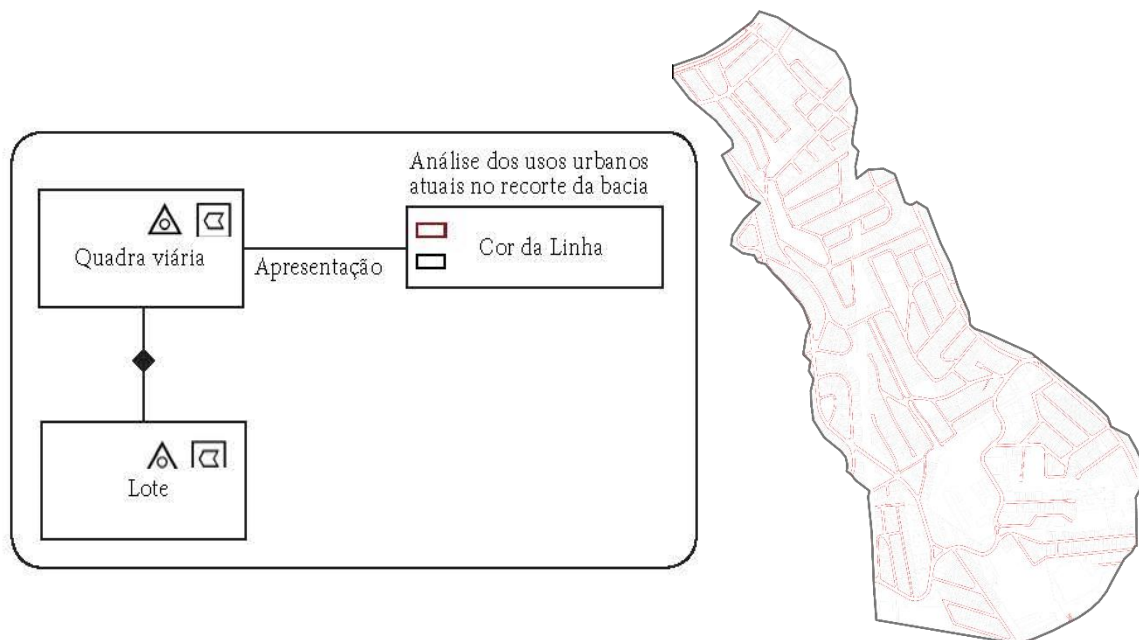 Análise dos usos urbanos
atuais no recorte da bacia
Quadra viária
Apresentação
Cor da Linha
Lote